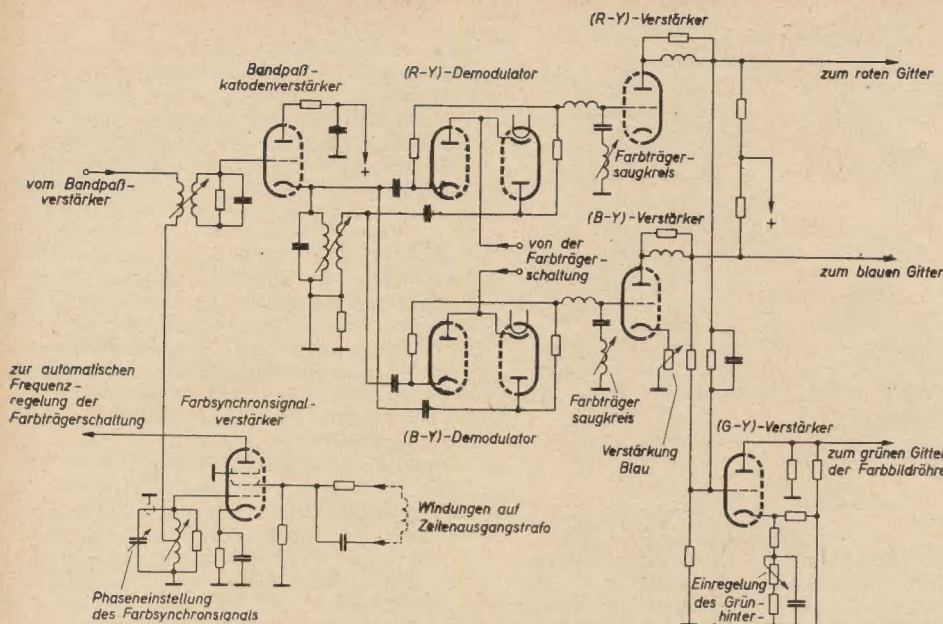 (R-Y)-Verstärker
Bandpaß-
katodenverstärker
(R-Y)-Demodulator
zum roten Gitter
+
vom Bandpaß-
verstärker
Farbträger-
saugkreis
(B-Y)-Verstärker
+
von der
Farbträger-
schaltung
zum blauen Gitter
zur automatischen
Frequenz-
regelung der
Farbträgerschaltung
Farbsynchronsignal-
verstärker
(B-Y)-Demodulator
Farbträger
saugkreis
Verstärkung
Blau
(G-Y)-Verstärker
zum grünen Gitter
der Farbbildröhre
Windungen auf
Zeilenausgangstrafo
Phaseneinstellung
des Farbsynchronsignals
Einregelung
des Grün-
hinter-